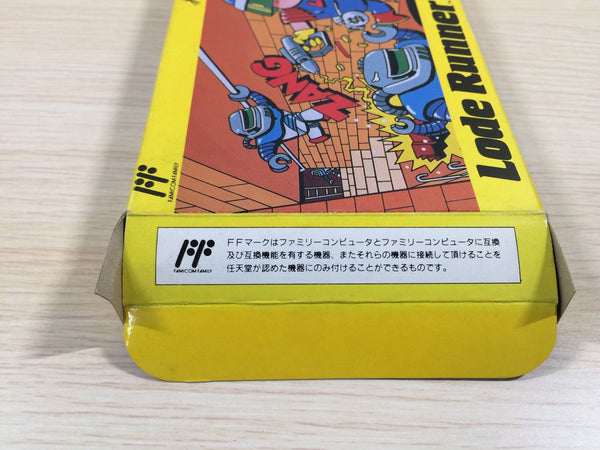 Lode Runner
ZANG
FF
FAMICOM FAMILY
FF
FAMICOM FAMILY
FFマークはファミリーコンピュータとファミリーコンピュータに互換
及び互換機能を有する機器、またそれらの機器に接続して頂けることを
任天堂が認めた機器にのみ付けることができるものです。